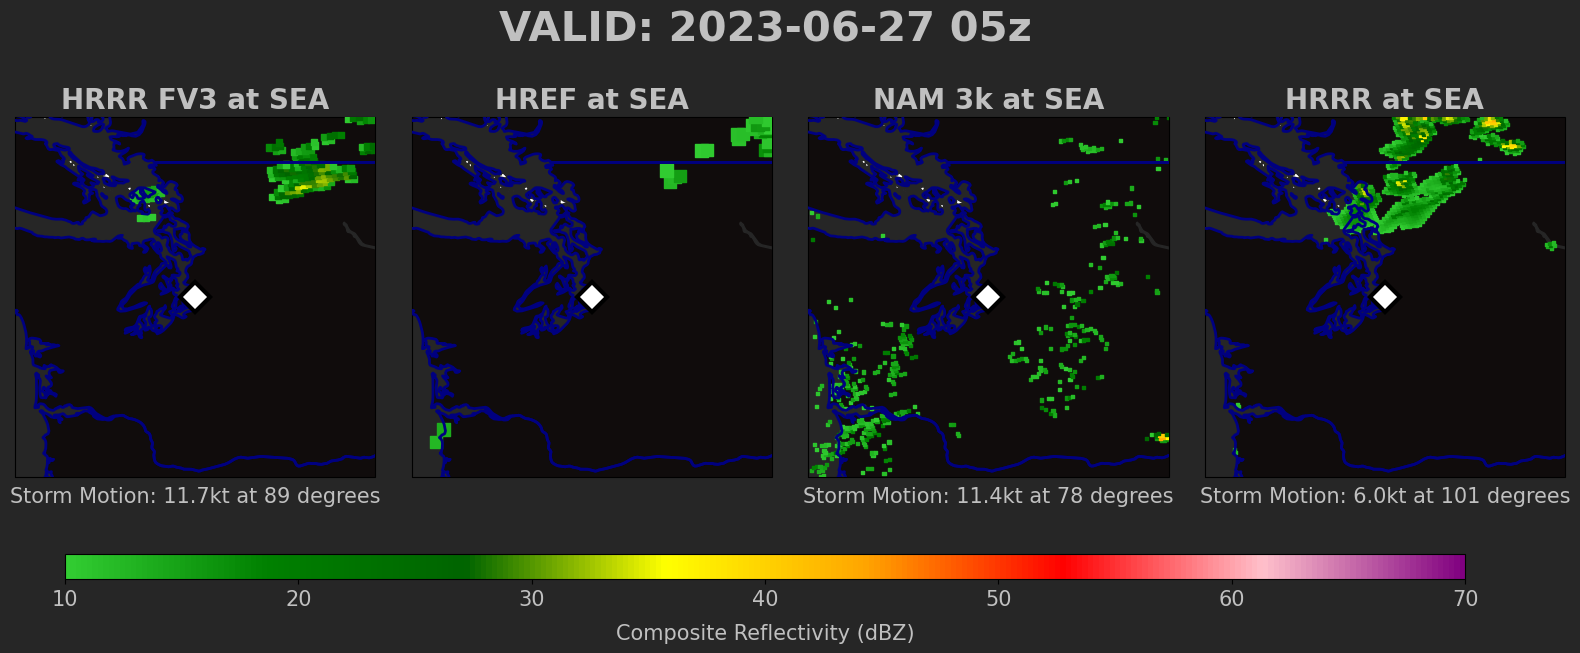 VALID: 2023-06-27 05z
HRRR FV3 at SEA
HREF at SEA
NAM 3k at SEA
HRRR at SEA
Storm Motion: 11.7kt at 89 degrees
Storm Motion: 11.4kt at 78 degrees
Storm Motion: 6.0kt at 101 degrees
10 20 30 40 50 60 70
Composite Reflectivity (dBZ)